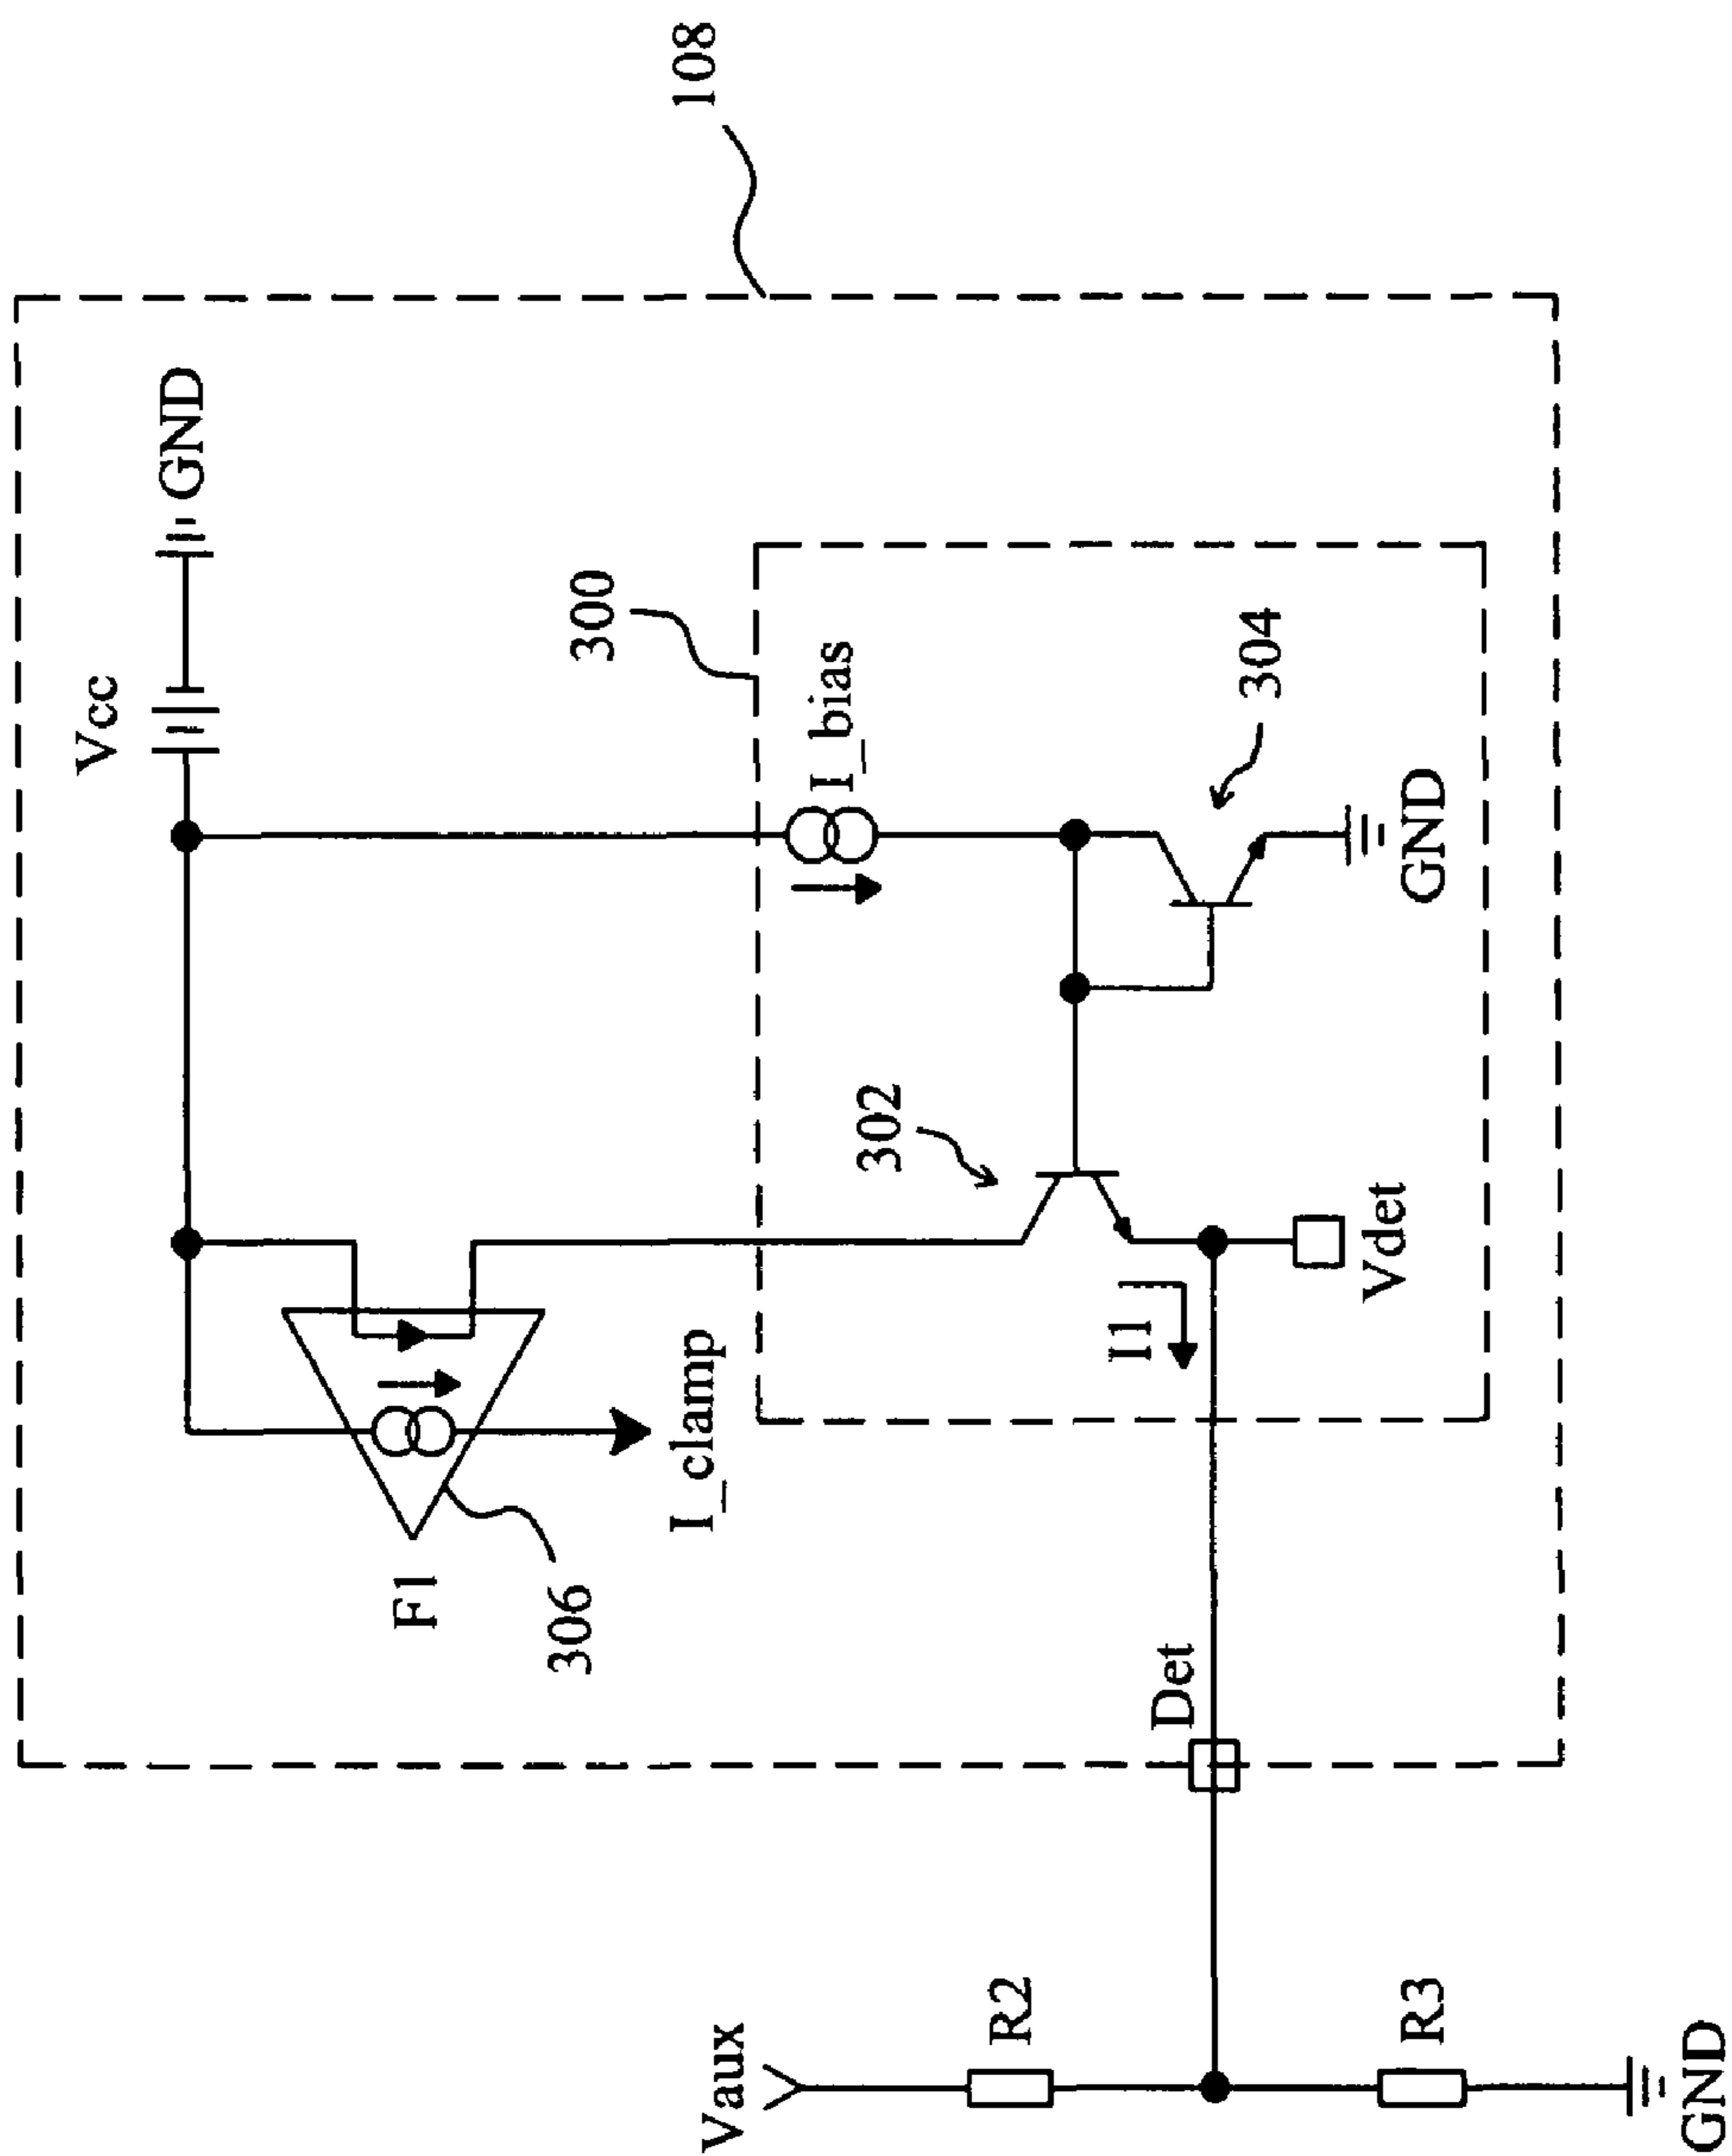 108
Vcc
GND
300
I_bias
304
GND
302
Vdet
I1
I_clamp
F1
306
Det
Vaux
R2
R3
GND